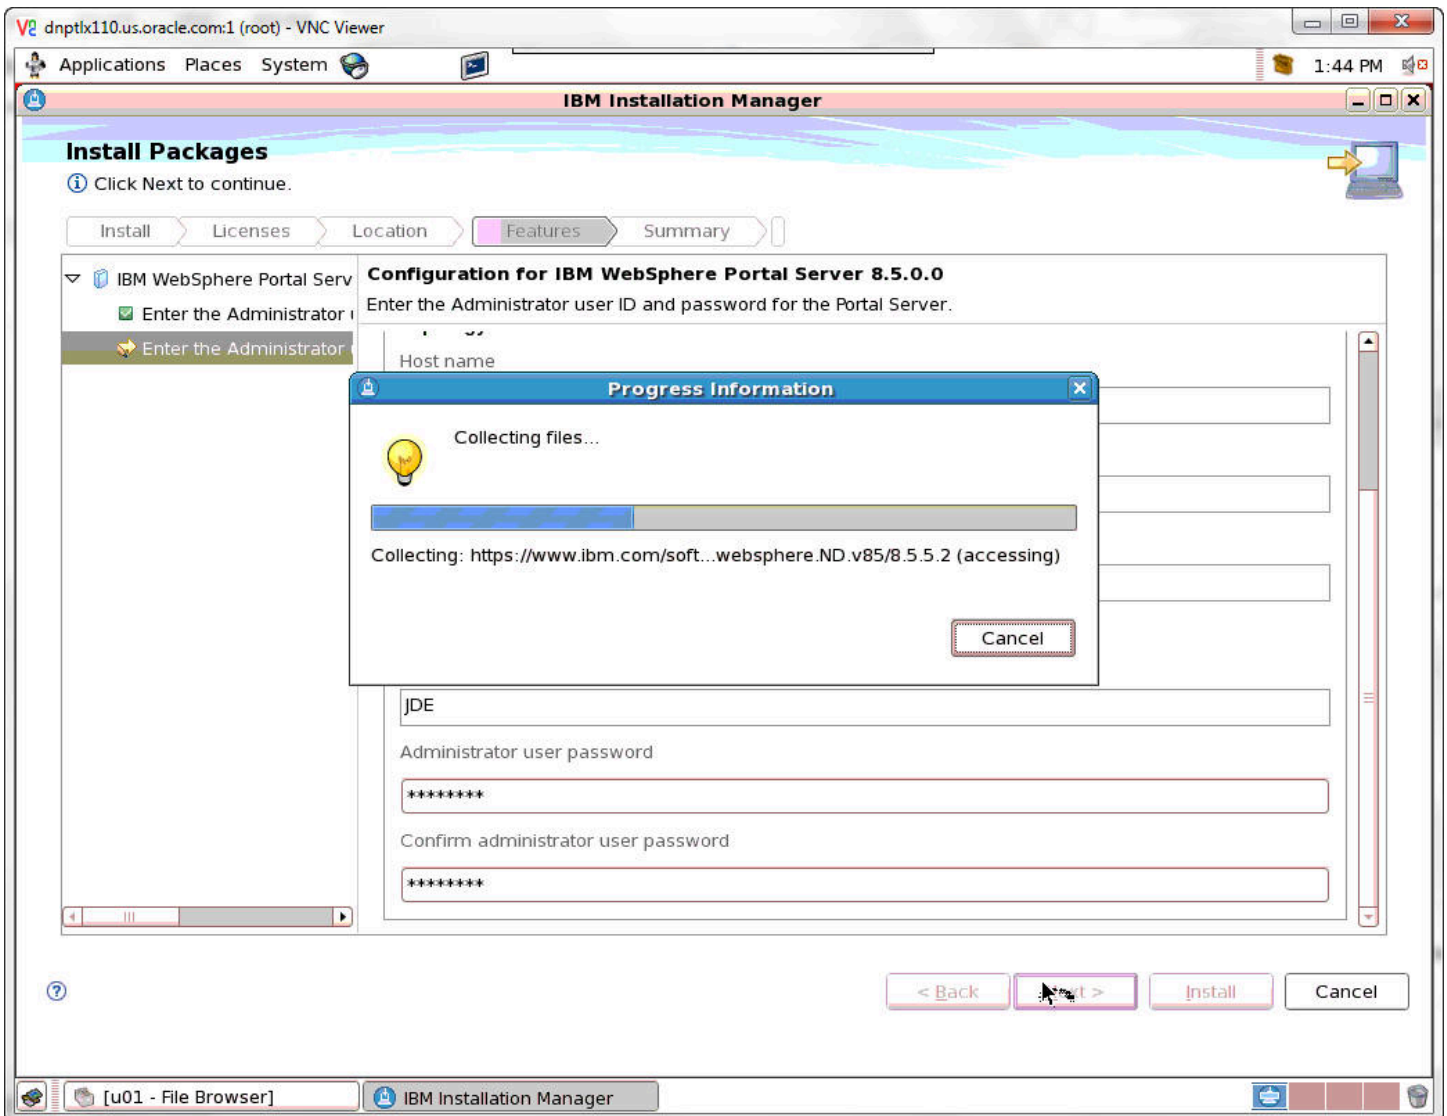 dnptlx110.us.oracle.com:1 (root) - VNC Viewer
Applications Places System
1:44 PM
IBM Installation Manager
Install Packages
Click Next to continue.
Install Licenses Location Features Summary
IBM WebSphere Portal Serv
Enter the Administrator
Enter the Administrator
Configuration for IBM WebSphere Portal Server 8.5.0.0
Enter the Administrator user ID and password for the Portal Server.
Host name
Progress Information
Collecting files...
Collecting: https://www.ibm.com/soft...websphere.ND.v85/8.5.5.2 (accessing)
Cancel
JDE
Administrator user password
********
Confirm administrator user password
********
< Back
Install
Cancel
[u01 - File Browser]
IBM Installation Manager